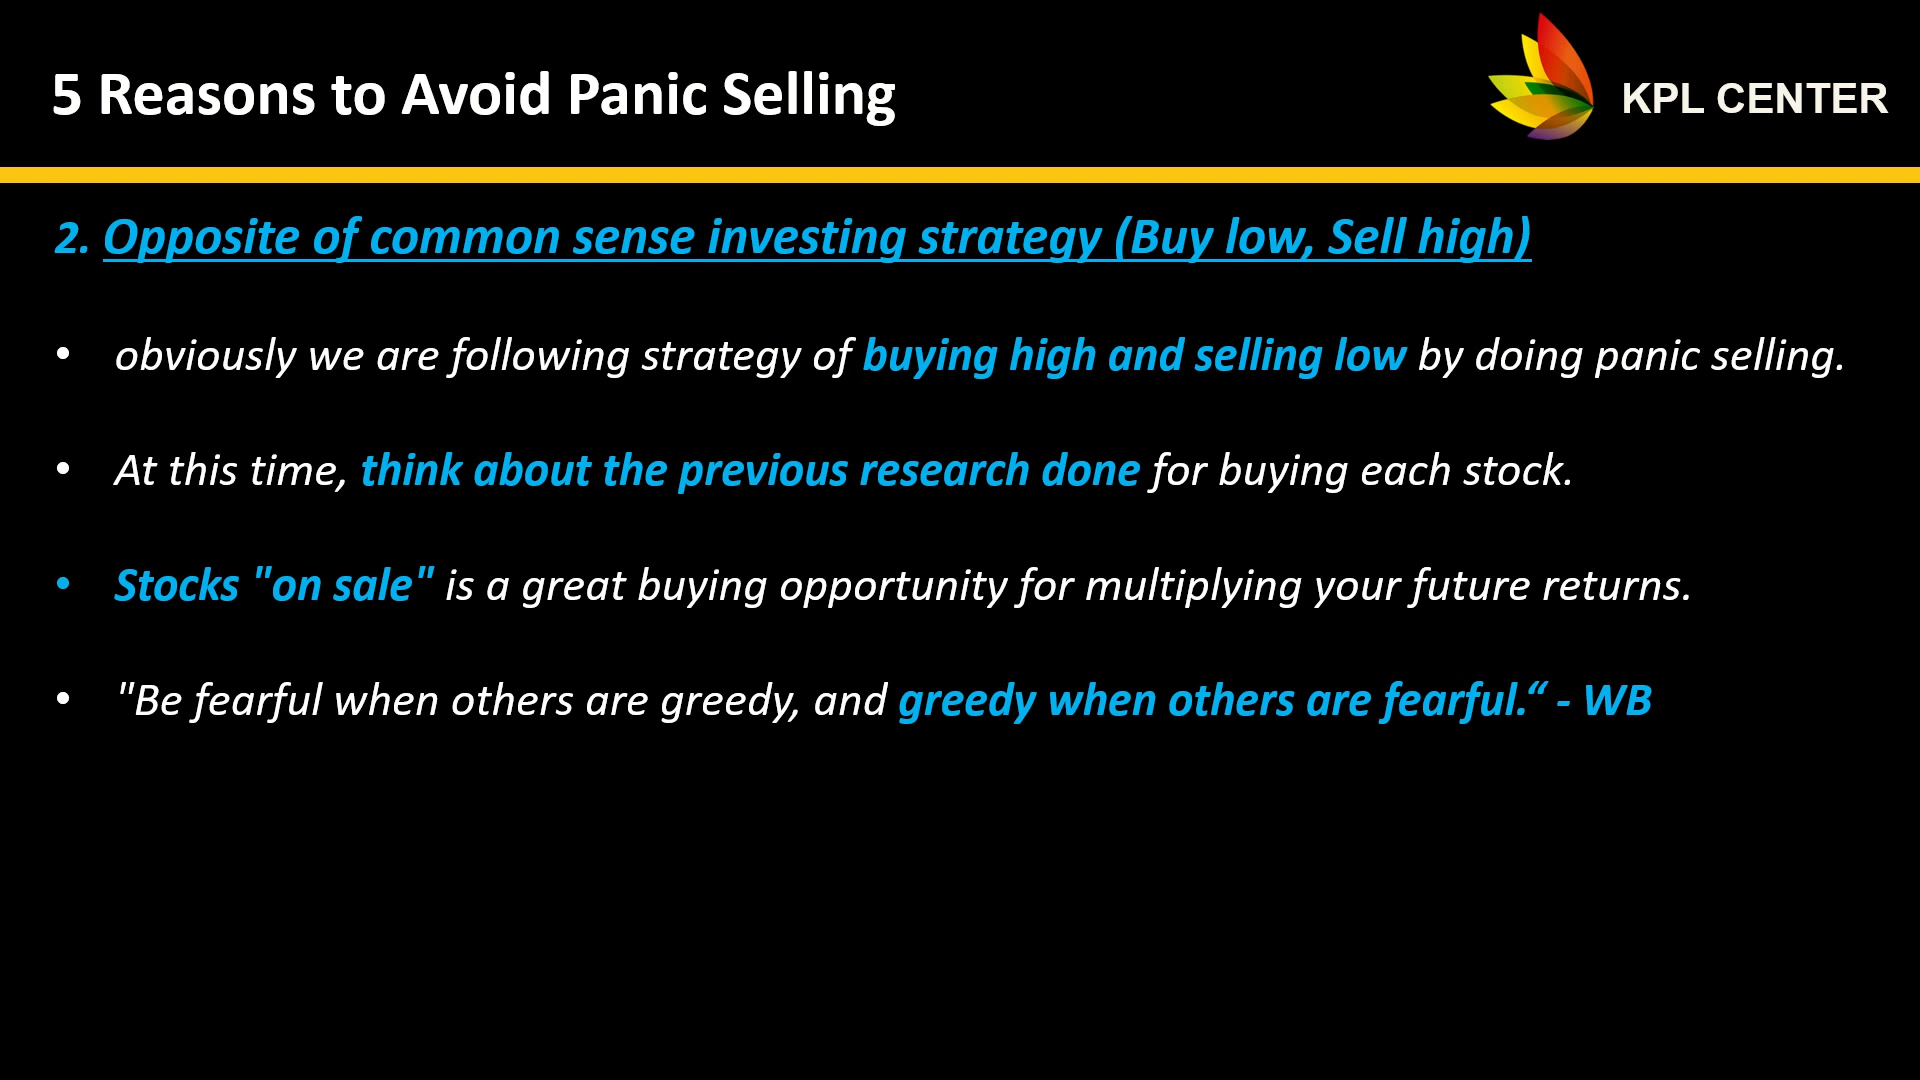 5 Reasons to Avoid Panic Selling
KPL CENTER
2. Opposite of common sense investing strategy (Buy low, Sell high)
• obviously we are following strategy of buying high and selling low by doing panic selling.
• At this time, think about the previous research done for buying each stock.
• Stocks "on sale" is a great buying opportunity for multiplying your future returns.
• "Be fearful when others are greedy, and greedy when others are fearful.“ - WB